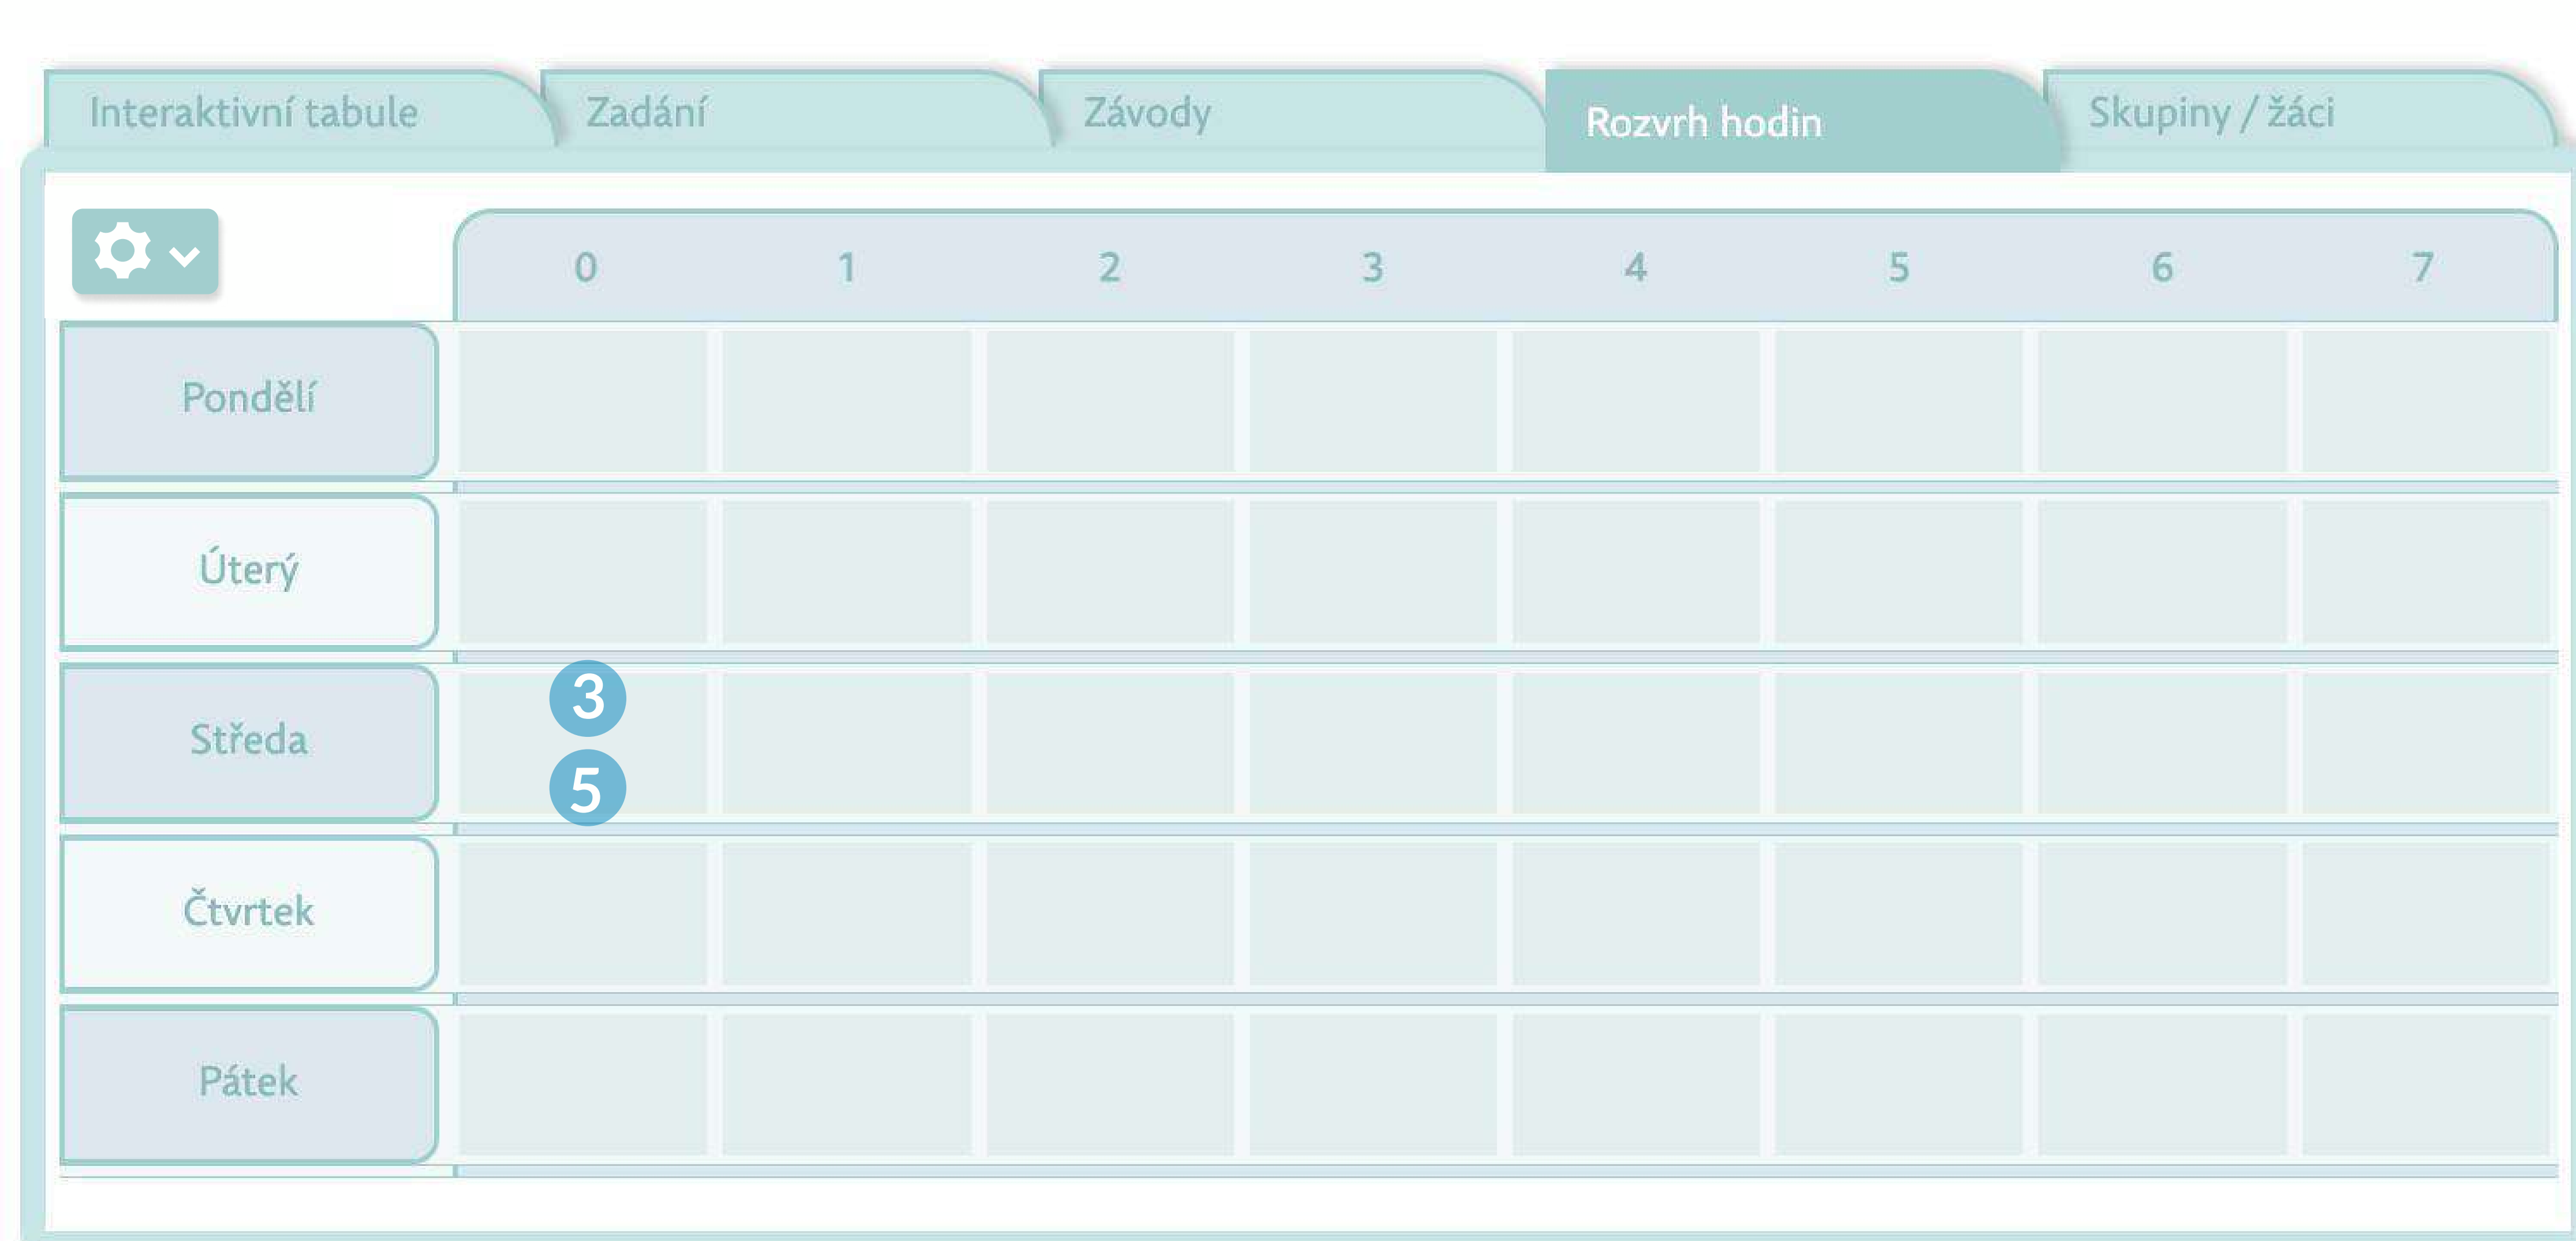 Interaktivní tabule Zadání Závody Rozvrh hodin Skupiny / žáci
0 1 2 3 4 5 6 7
Pondělí
Úterý
3
Středa
5
Čtvrtek
Pátek